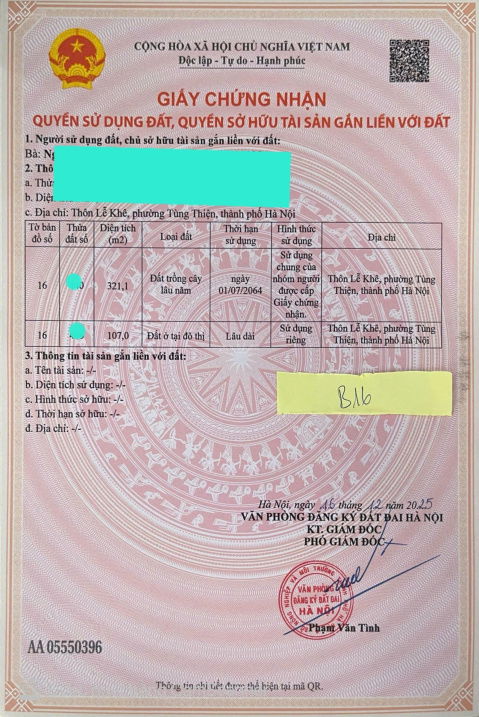 CỘNG HÒA XÃ HỘI CHỦ NGHĨA VIỆT NAM
Độc lập - Tự do - Hạnh phúc
GIẤY CHỨNG NHẬN
QUYỀN SỬ DỤNG ĐẤT, QUYỀN SỞ HỮU TÀI SẢN GẮN LIỀN VỚI ĐẤT
1. Người sử dụng đất, chủ sở hữu tài sản gắn liền với đất:
Bà:
2.
a. Thửa
b. Diện
c. Địa chỉ: Thôn Lễ Khê, phường Tùng Thiện, thành phố Hà Nội
Tờ bản đồ số Thửa đất số Diện tích (m2) Loại đất Thời hạn sử dụng Hình thức sử dụng Địa chỉ
16 321,1 Đất trồng cây lâu năm ngày 01/07/2064 Sử dụng chung của nhóm người được cấp Giấy chứng nhận. Thôn Lễ Khê, phường Tùng Thiện, thành phố Hà Nội
16 107,0 Đất ở tại đô thị Lâu dài Sử dụng riêng Thôn Lễ Khê, phường Tùng Thiện, thành phố Hà Nội
3. Thông tin tài sản gắn liền với đất:
a. Tên tài sản: -/-
b. Diện tích sử dụng: -/-
c. Hình thức sở hữu: -/-
d. Thời hạn sở hữu: -/-
đ. Địa chỉ: -/-
B16
Hà Nội, ngày 16 tháng 12 năm 2025
VĂN PHÒNG ĐĂNG KÝ ĐẤT ĐAI HÀ NỘI
KT. GIÁM ĐỐC
PHÓ GIÁM ĐỐC
VĂN PHÒNG
ĐĂNG KÝ ĐẤT ĐAI
HÀ NỘI
Phạm Văn Tình
AA 05550396
Thông tin chi tiết được thể hiện tại mã QR.